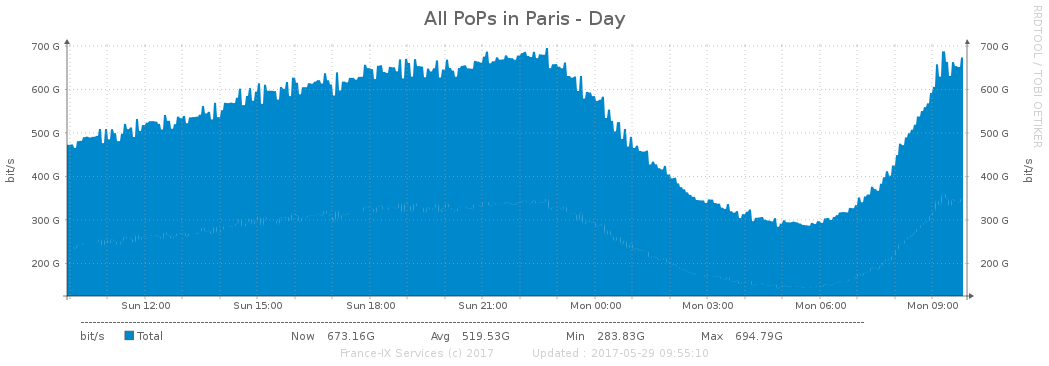 All PoPs in Paris - Day
RRDTOOL / TOBI OETIKER
700 G 700 G
600 G 600 G
500 G 500 G
400 G 400 G
300 G 300 G
200 G 200 G
bit/s bit/s
Sun 12:00 Sun 15:00 Sun 18:00 Sun 21:00 Mon 00:00 Mon 03:00 Mon 06:00 Mon 09:00
bit/s Total Now 673.16G Avg 519.53G Min 283.83G Max 694.79G
France-IX Services (c) 2017 Updated : 2017-05-29 09:55:10